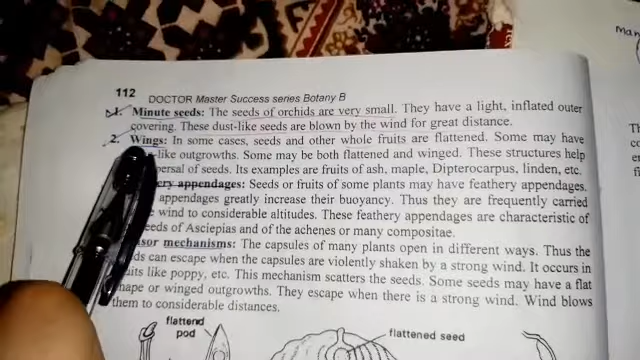 Man
112
DOCTOR Master Success series Botany B
1. Minute seeds: The seeds of orchids are very small. They have a light, inflated outer
covering. These dust-like seeds are blown by the wind for great distance.
2. Wings: In some cases, seeds and other whole fruits are flattened. Some may have
-like outgrowths. Some may be both flattened and winged. These structures help
persal of seeds. Its examples are fruits of ash, maple, Dipterocarpus, linden, etc.
ery appendages: Seeds or fruits of some plants may have feathery appendages.
appendages greatly increase their buoyancy. Thus they are frequently carried
wind to considerable altitudes. These feathery appendages are characteristic of
eeds of Asciepias and of the achenes or many compositae.
sor mechanisms: The capsules of many plants open in different ways. Thus the
ds can escape when the capsules are violently shaken by a strong wind. It occurs in
uits like poppy, etc. This mechanism scatters the seeds. Some seeds may have a flat
hape or winged outgrowths. They escape when there is a strong wind. Wind blows
them to considerable distances.
flattend
pod
flattened seed